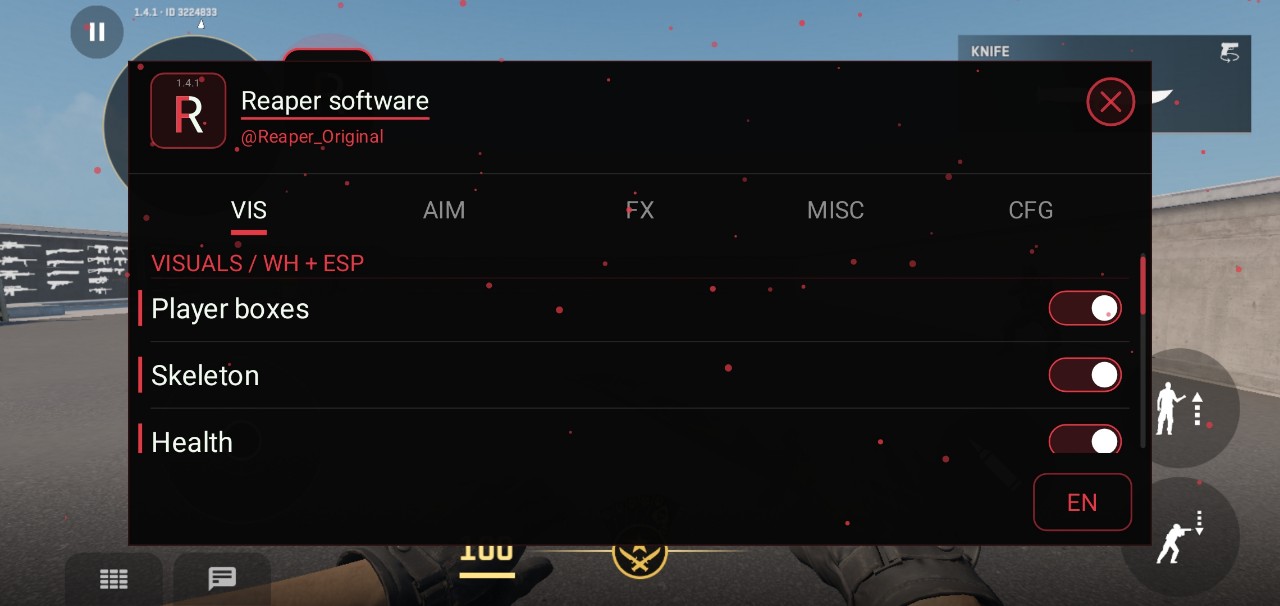 1.4.1 - ID 3224833
KNIFE
1.4.1
R
Reaper software
@Reaper_Original
VIS
AIM
FX
MISC
CFG
VISUALS / WH + ESP
Player boxes
Skeleton
Health
EN
100